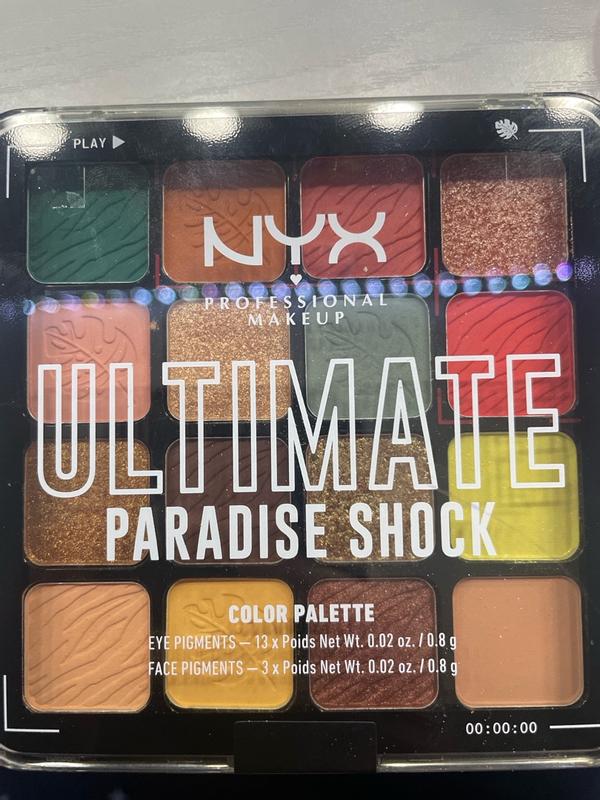 PLAY
NYX
PROFESSIONAL
MAKEUP
ULTIMATE
PARADISE SHOCK
COLOR PALETTE
EYE PIGMENTS — 13 x Poids Net Wt. 0.02 oz. / 0.8 g
FACE PIGMENTS — 3 x Poids Net Wt. 0.02 oz. / 0.8 g
00:00:00